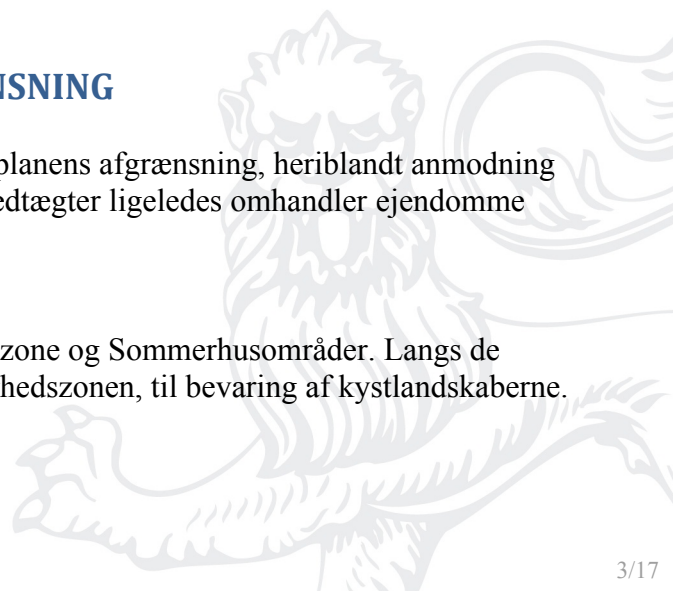 NSNING
planens afgrænsning, heriblandt anmodning
edtægter ligeledes omhandler ejendomme
zone og Sommerhusområder. Langs de
hedszonen, til bevaring af kystlandskaberne.
3/17